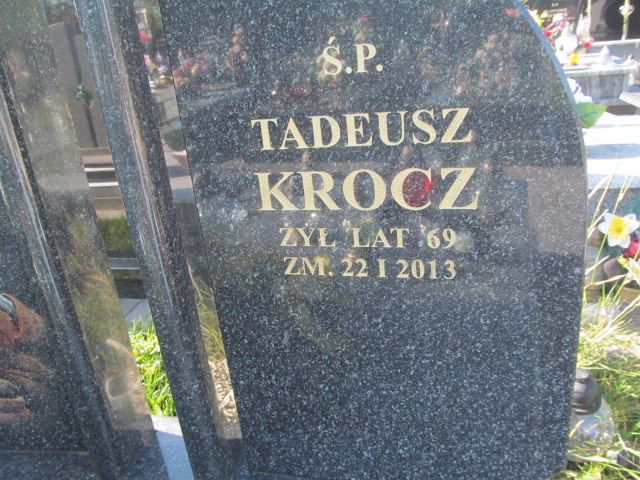 Ś.P.
TADEUSZ
KROCZ
ŻYŁ LAT 69
ZM. 22 I 2013